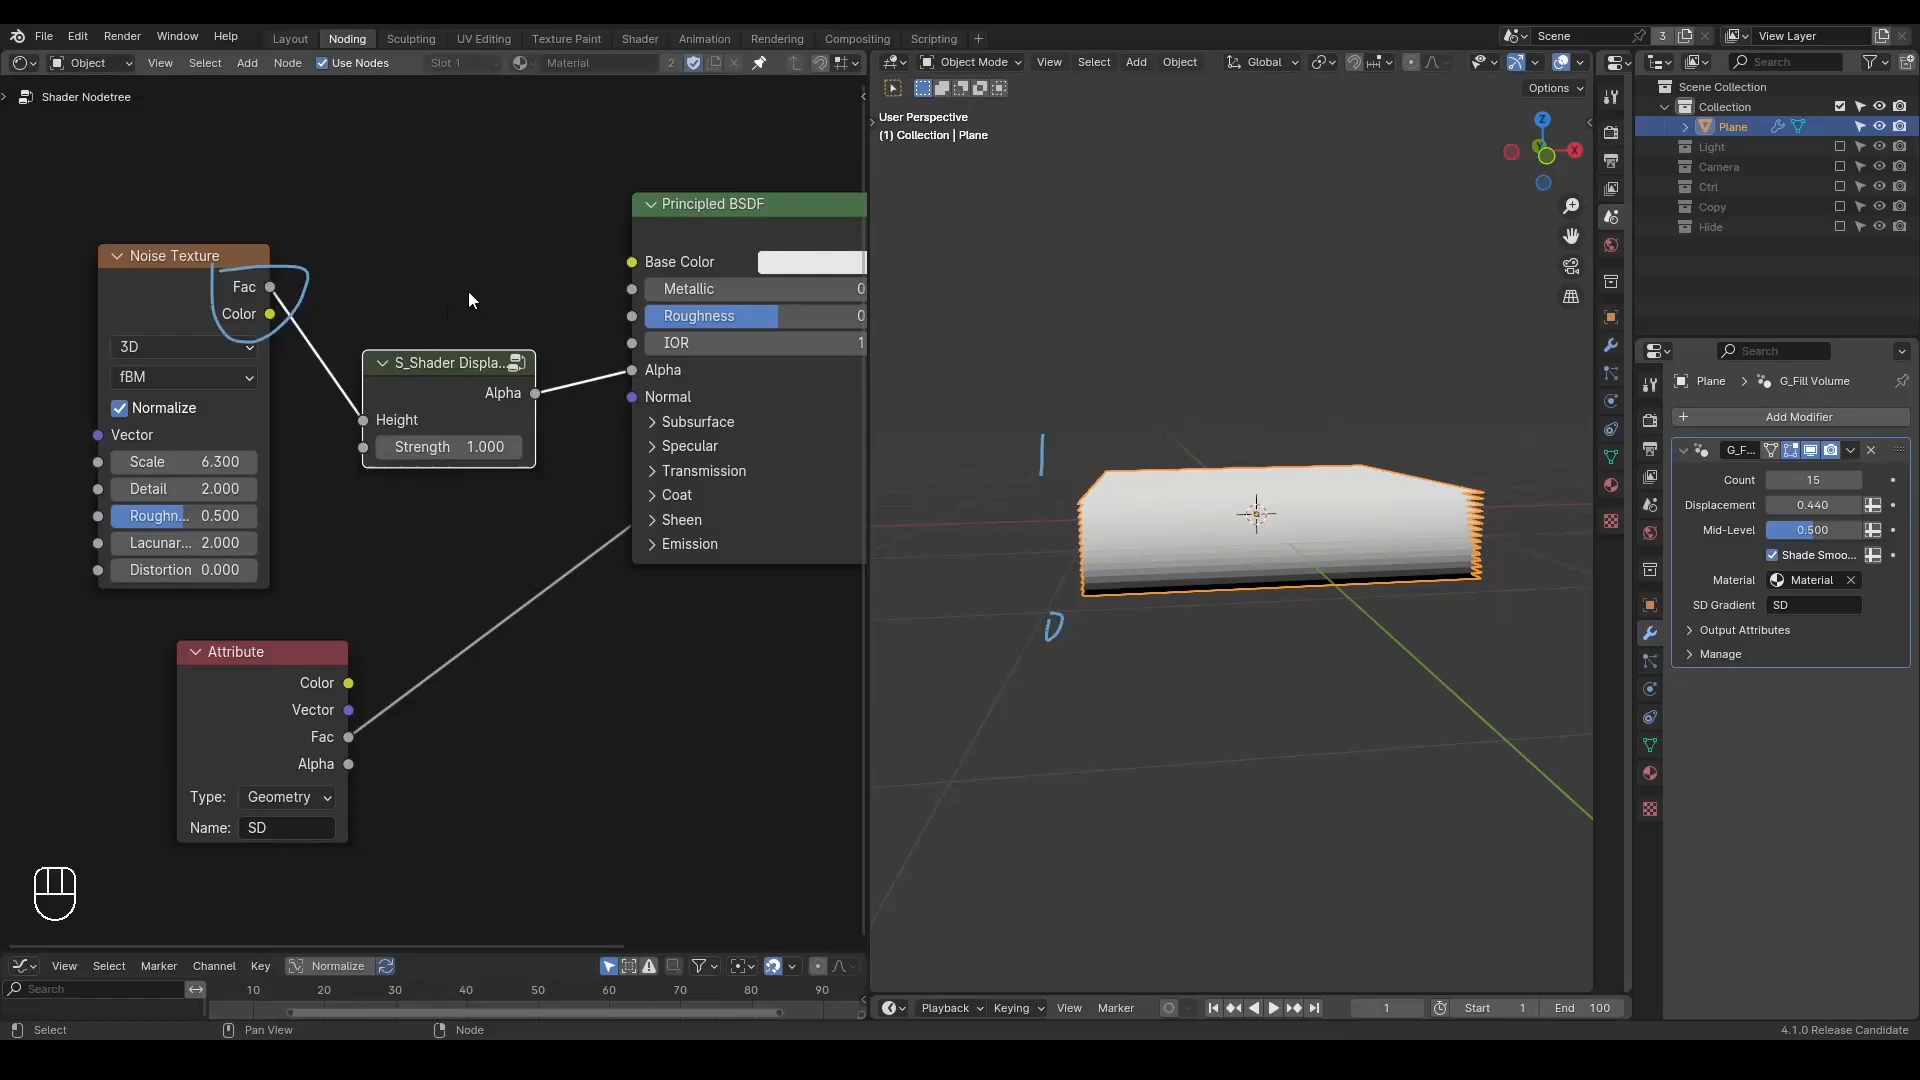 File Edit Render Window Help Layout Noding Sculpting UV Editing Texture Paint Shader Animation Rendering Compositing Scripting + Scene 3 View Layer
Object View Select Add Node Use Nodes Slot 1 Material 2
Object Mode View Select Add Object Global
Search
Options
Shader Nodetree
User Perspective
(1) Collection | Plane
Z
X
Y
Scene Collection
Collection
Plane
Light
Camera
Ctrl
Copy
Hide
Noise Texture
Fac
Color
3D
fBM
Normalize
Vector
Scale 6.300
Detail 2.000
Roughn... 0.500
Lacunar... 2.000
Distortion 0.000
S_Shader Displa...
Alpha
Height
Strength 1.000
Principled BSDF
Base Color
Metallic 0
Roughness 0
IOR 1
Alpha
Normal
Subsurface
Specular
Transmission
Coat
Sheen
Emission
Attribute
Color
Vector
Fac
Alpha
Type: Geometry
Name: SD
1
0
Search
Plane > G_Fill Volume
Add Modifier
G_F...
Count 15
Displacement 0.440
Mid-Level 0.500
Shade Smoo...
Material Material
SD Gradient SD
Output Attributes
Manage
View Select Marker Channel Key Normalize
Search
10 20 30 40 50 60 70 80 90
Playback Keying View Marker 1 Start 1 End 100
Select Pan View Node 4.1.0 Release Candidate